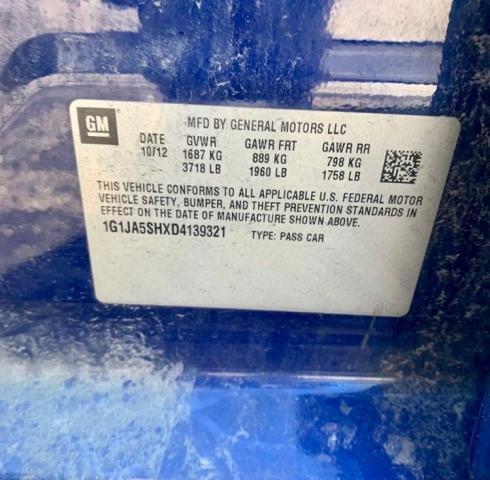 GM
MFD BY GENERAL MOTORS LLC
DATE GVWR GAWR FRT GAWR RR
10/12 1687 KG 889 KG 798 KG
3718 LB 1960 LB 1758 LB
THIS VEHICLE CONFORMS TO ALL APPLICABLE U.S. FEDERAL MOTOR
VEHICLE SAFETY, BUMPER, AND THEFT PREVENTION STANDARDS IN
EFFECT ON THE DATE OF MANUFACTURE SHOWN ABOVE.
1G1JA5SHXD4139321 TYPE: PASS CAR